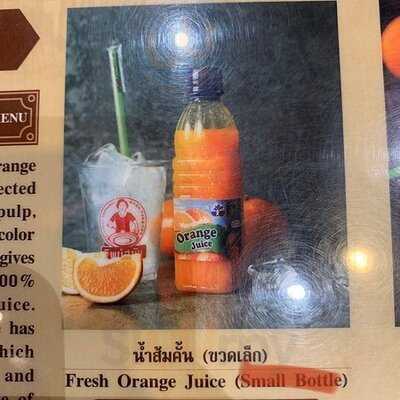 ENU
range
ected
pulp,
color
gives
00%
uice.
has
hich
and
e of
Orange
Juice
น้ำส้มคั้น (ขวดเล็ก)
Fresh Orange Juice (Small Bottle)